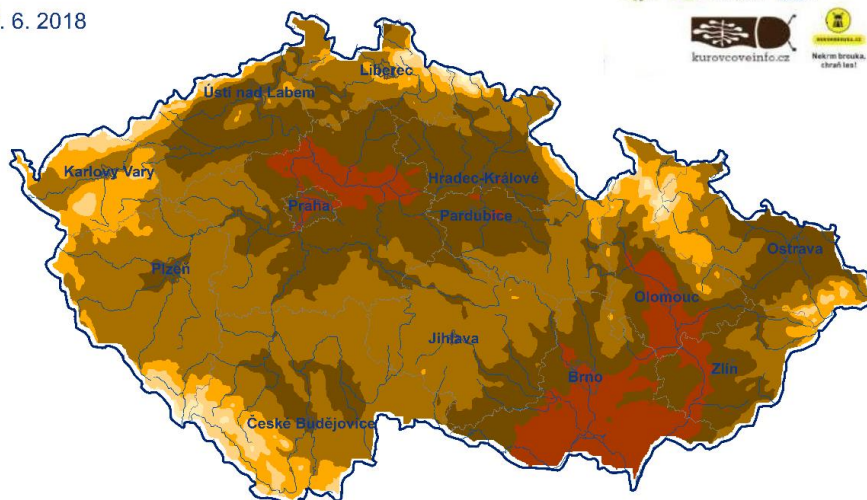 . 6. 2018
kurovcoveinfo.cz
Nekrm brouka,
chraň les!
Liberec
Ústí nad Labem
Karlovy Vary
Hradec-Králové
Praha
Pardubice
Ostrava
Plzeň
Olomouc
Jihlava
Zlín
Brno
České Budějovice